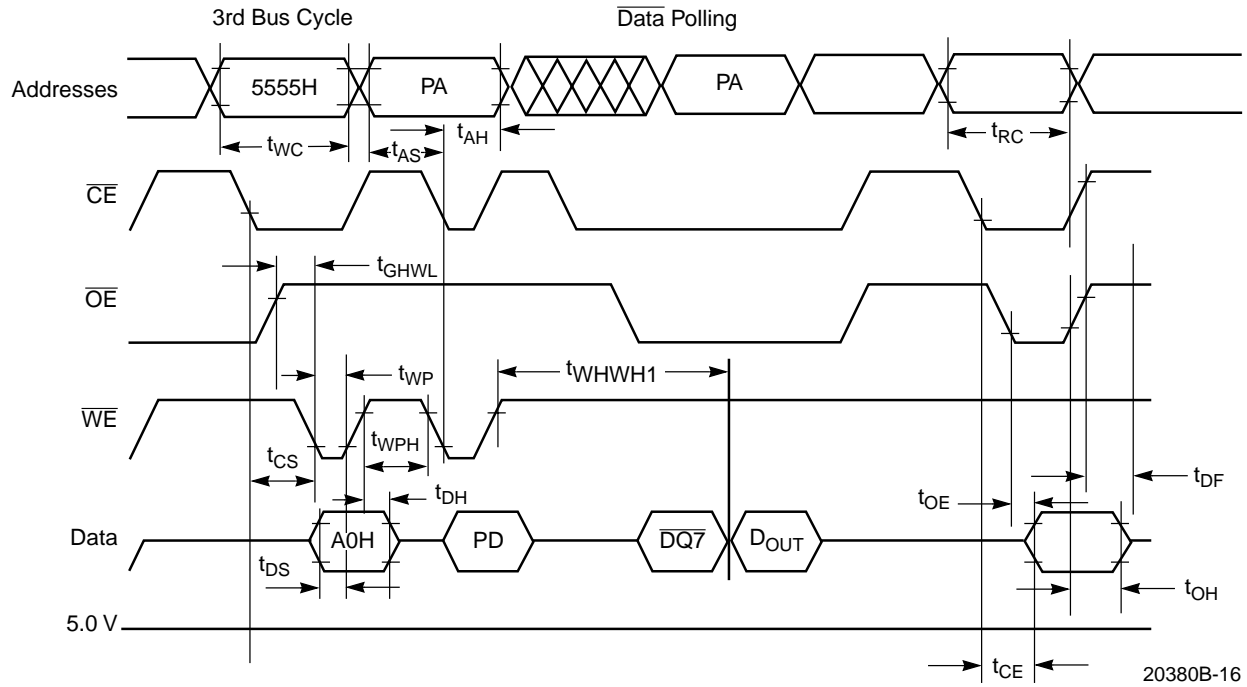 3rd Bus Cycle
Data Polling
Addresses
5555H
PA
PA
tWC
tAS
tAH
tRC
CE
tGHWL
OE
tWP
tWHWH1
WE
tWPH
tCS
tDH
tDF
tOE
Data
A0H
PD
DQ7
DOUT
tDS
tOH
5.0 V
tCE
20380B-16